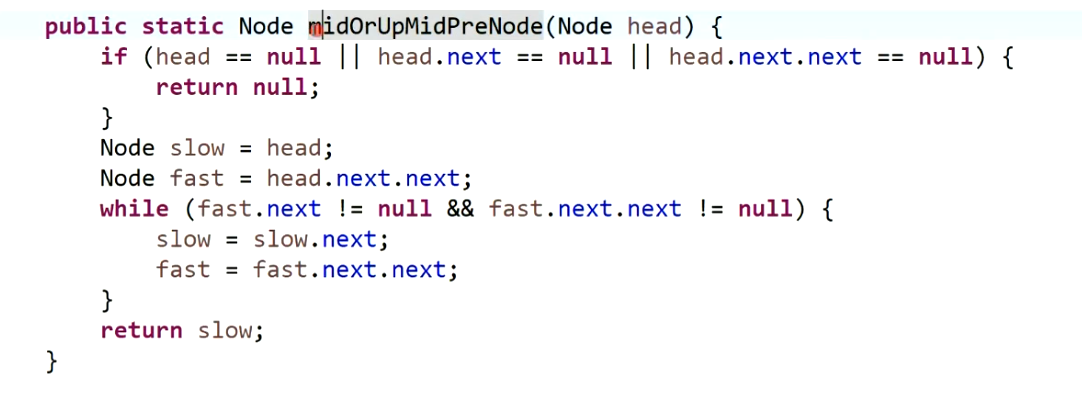 public static Node midOrUpMidPreNode(Node head) {
    if (head == null || head.next == null || head.next.next == null) {
        return null;
    }
    Node slow = head;
    Node fast = head.next.next;
    while (fast.next != null && fast.next.next != null) {
        slow = slow.next;
        fast = fast.next.next;
    }
    return slow;
}